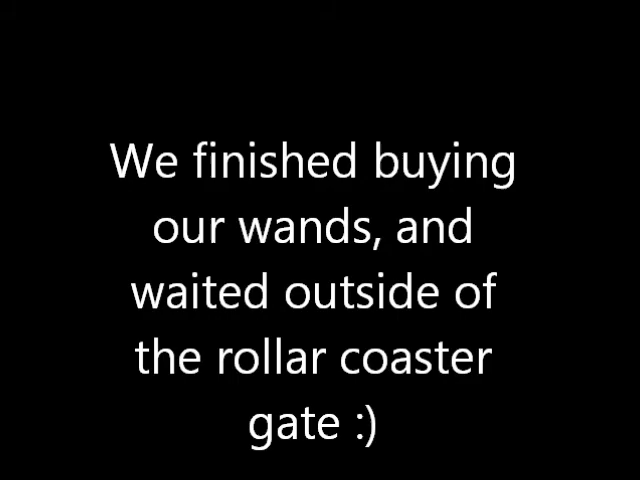 We finished buying
our wands, and
waited outside of
the rollar coaster
gate :)